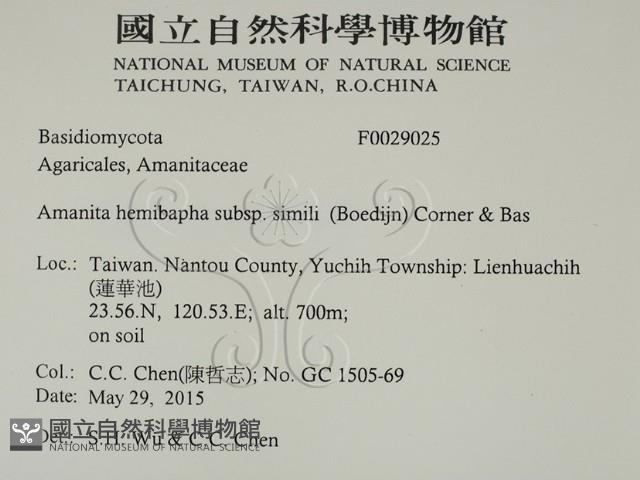 國立自然科學博物館
NATIONAL MUSEUM OF NATURAL SCIENCE
TAICHUNG, TAIWAN, R.O.CHINA
Basidiomycota F0029025
Agaricales, Amanitaceae
Amanita hemibapha subsp. simili (Boedijn) Corner & Bas
Loc.: Taiwan. Nantou County, Yuchih Township: Lienhuachih
(蓮華池)
23.56.N, 120.53.E; alt. 700m;
on soil
Col.: C.C. Chen(陳哲志); No. GC 1505-69
Date: May 29, 2015
Det.: S.H. Wu & C.C. Chen
國立自然科學博物館
NATIONAL MUSEUM OF NATURAL SCIENCE